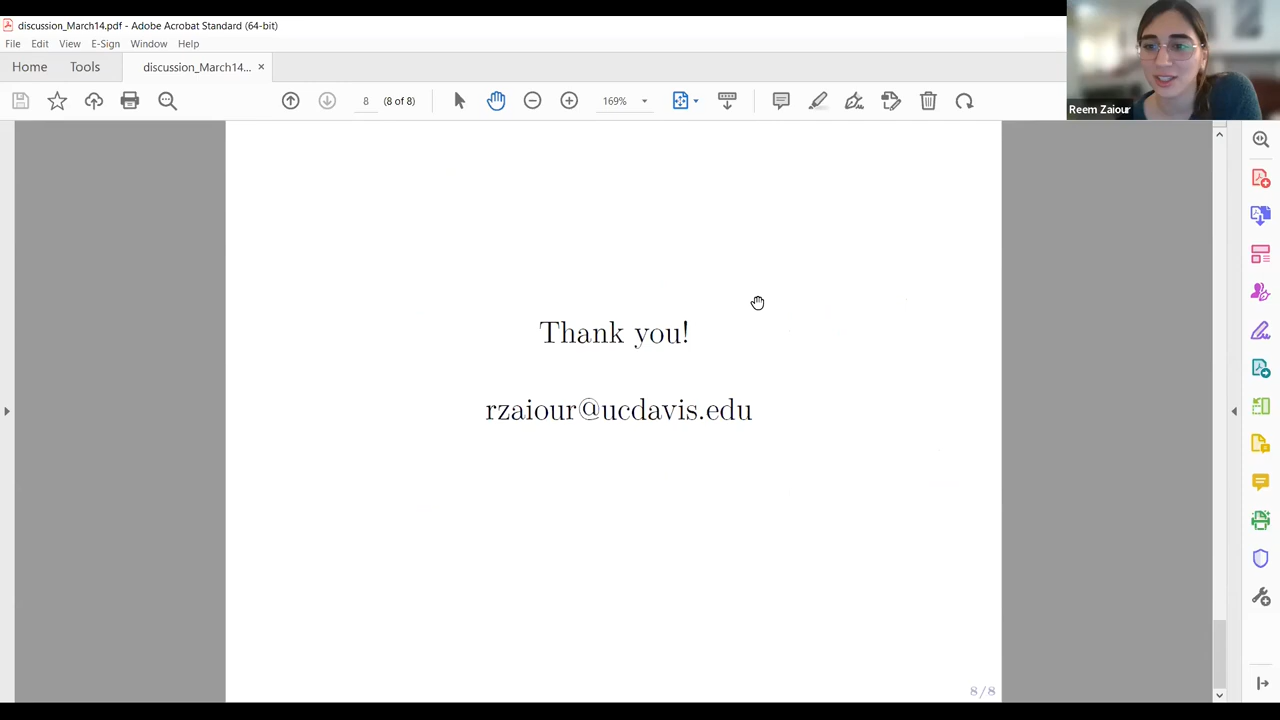 discussion_March14.pdf - Adobe Acrobat Standard (64-bit)
File Edit View E-Sign Window Help
Home Tools discussion_March14... ×
8 (8 of 8) 169%
Reem Zaiour
Thank you!
rzaiour@ucdavis.edu
8/8